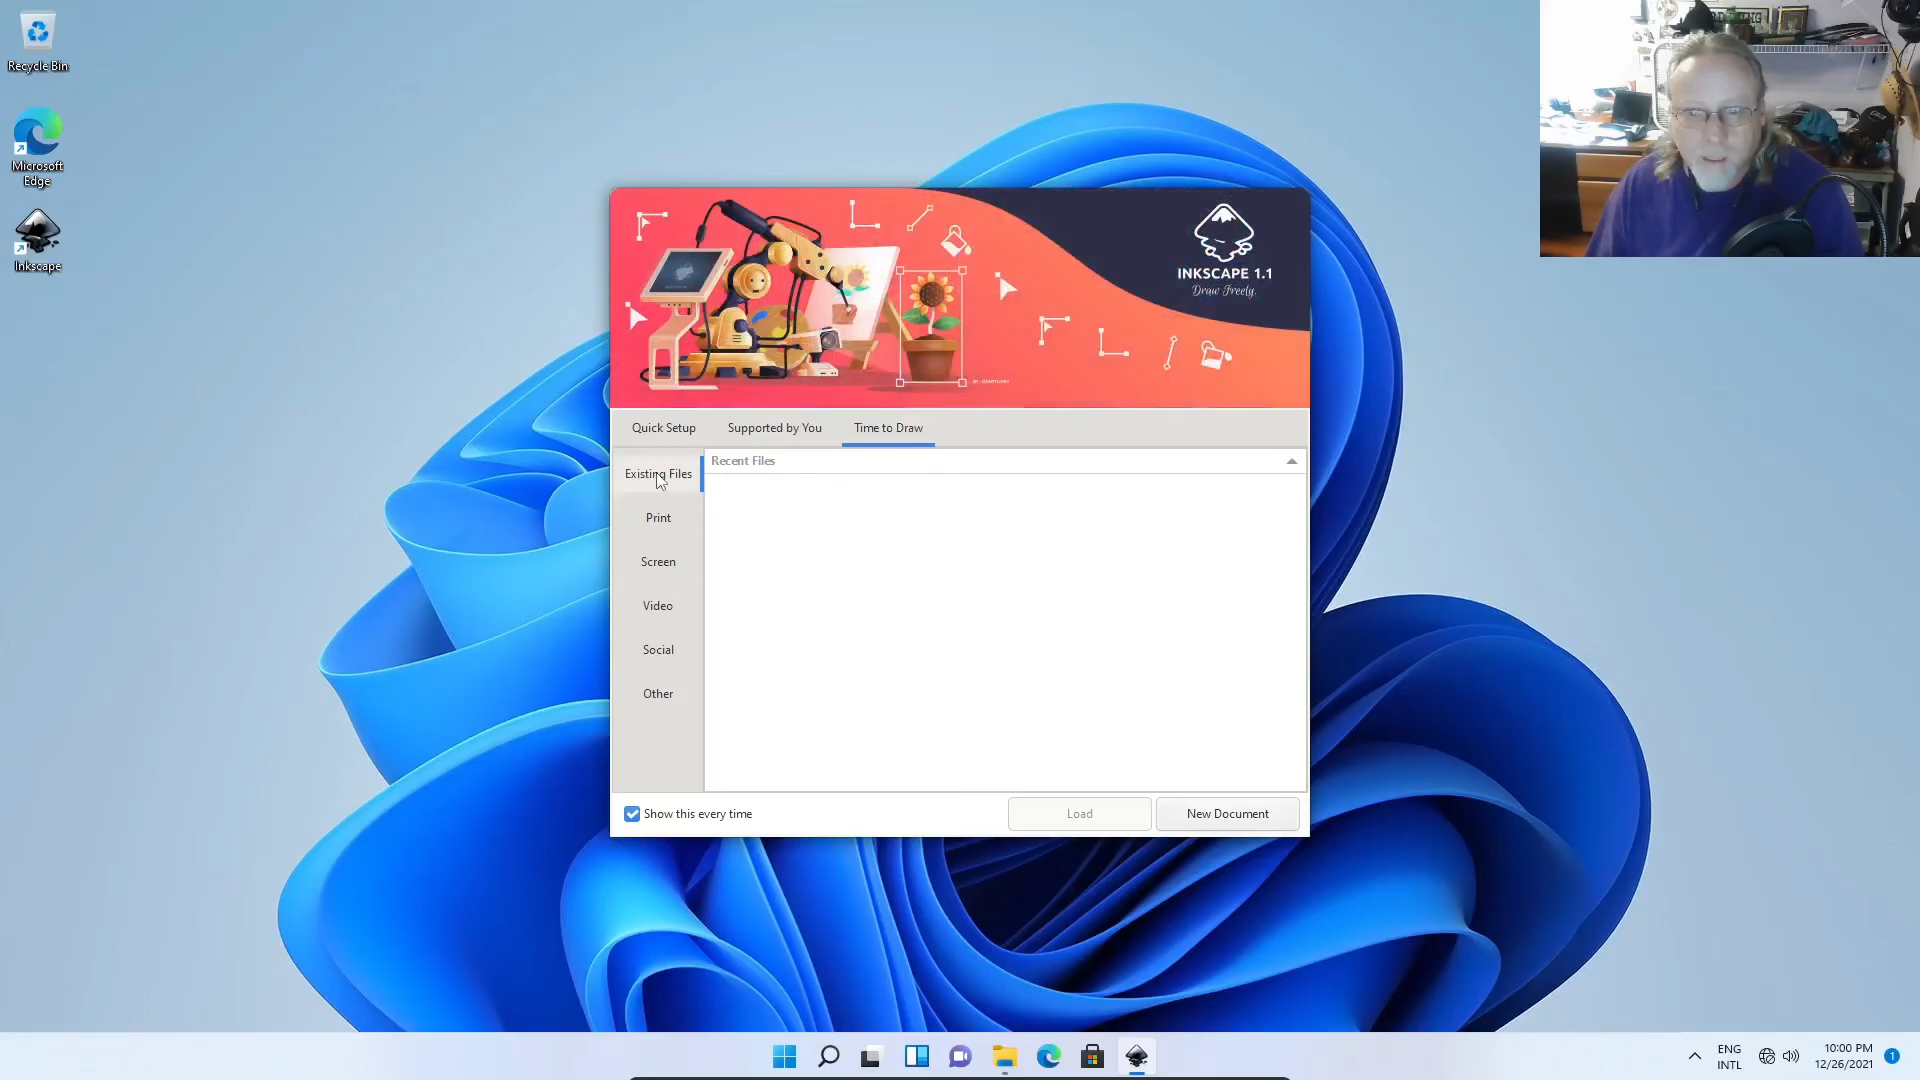 Recycle Bin
Microsoft
Edge
Inkscape
INKSCAPE 1.1
Draw Freely.
Quick Setup
Supported by You
Time to Draw
Existing Files
Recent Files
Print
Screen
Video
Social
Other
Show this every time
Load
New Document
ENG
INTL
10:00 PM
12/26/2021
1